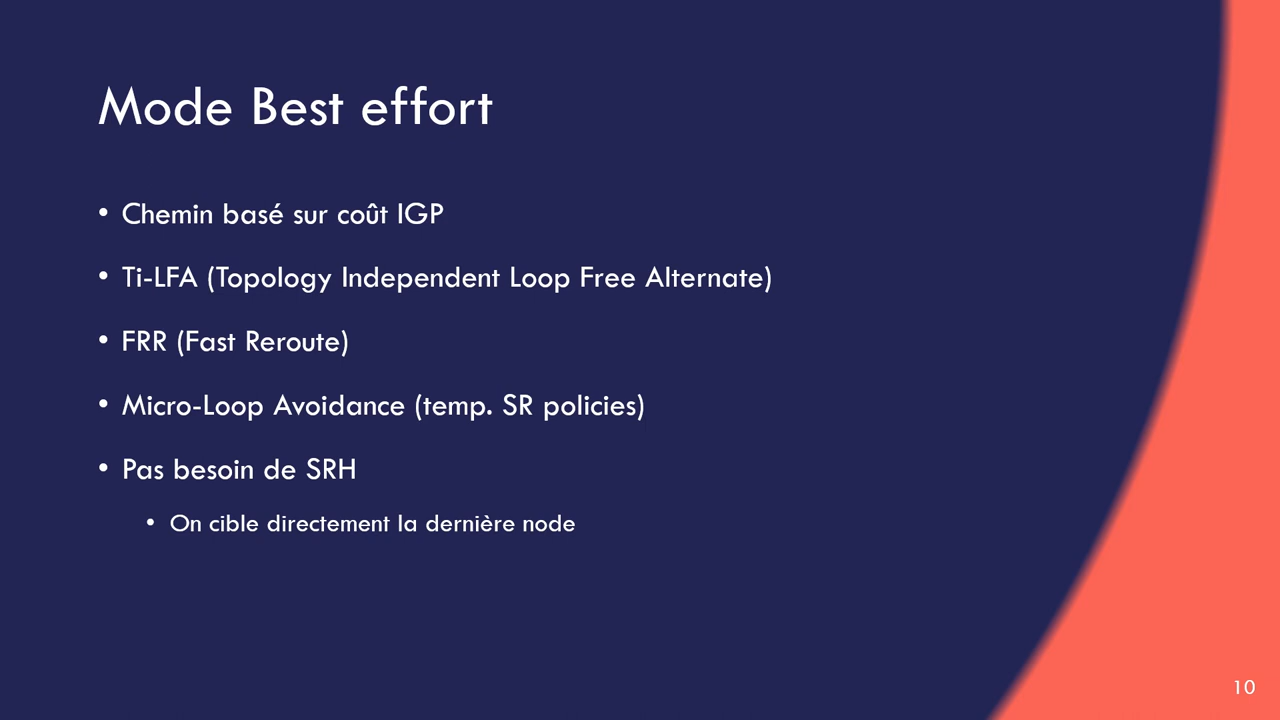 Mode Best effort
• Chemin basé sur coût IGP
• Ti-LFA (Topology Independent Loop Free Alternate)
• FRR (Fast Reroute)
• Micro-Loop Avoidance (temp. SR policies)
• Pas besoin de SRH
• On cible directement la dernière node
10